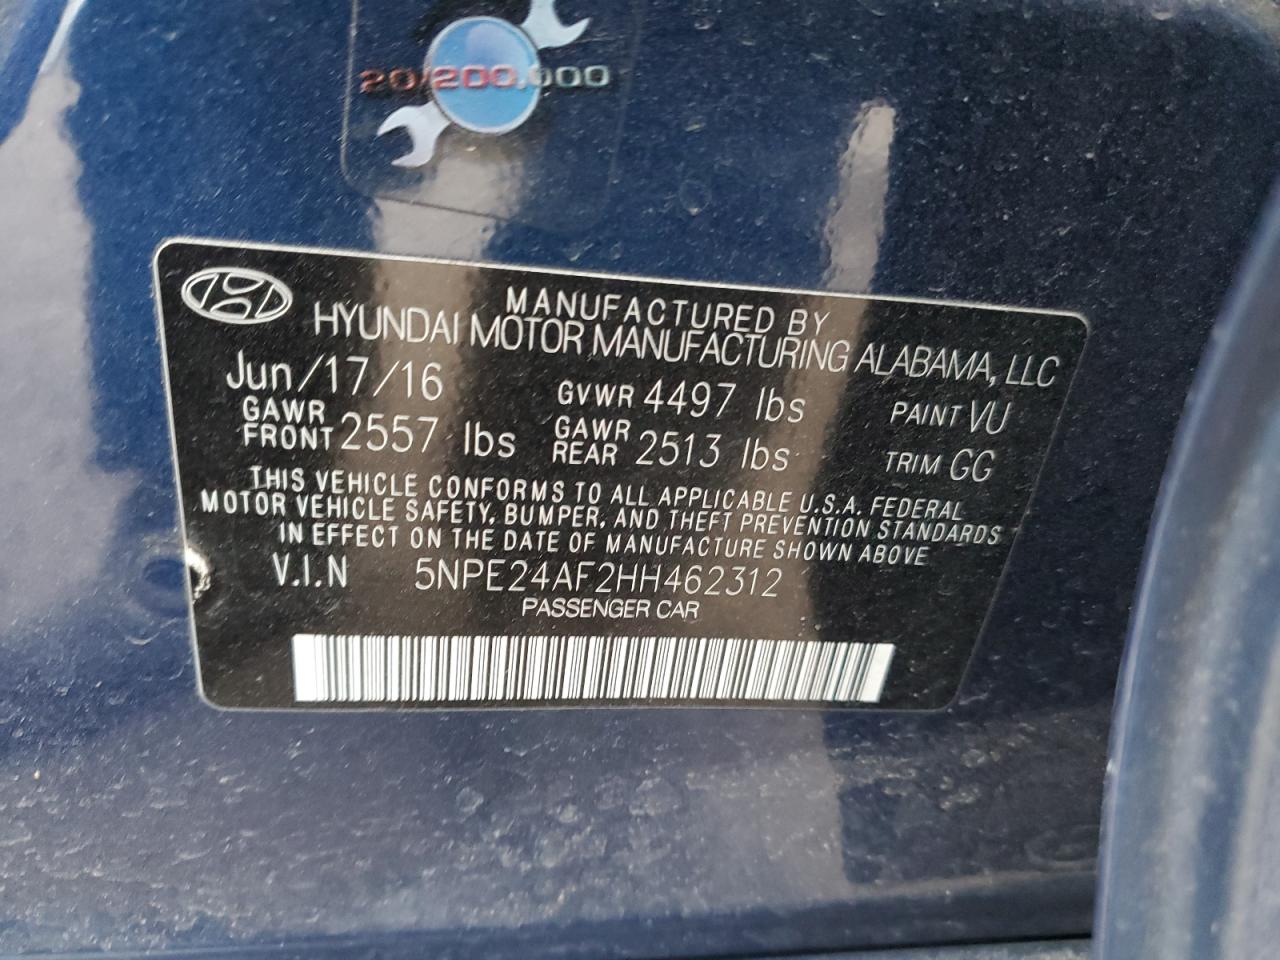 20/200,000
MANUFACTURED BY
HYUNDAI MOTOR MANUFACTURING ALABAMA, LLC
Jun/17/16 GVWR 4497 lbs PAINT VU
GAWR FRONT 2557 lbs GAWR REAR 2513 lbs TRIM GG
THIS VEHICLE CONFORMS TO ALL APPLICABLE U.S.A. FEDERAL
MOTOR VEHICLE SAFETY, BUMPER, AND THEFT PREVENTION STANDARDS
IN EFFECT ON THE DATE OF MANUFACTURE SHOWN ABOVE
V.I.N 5NPE24AF2HH462312
PASSENGER CAR